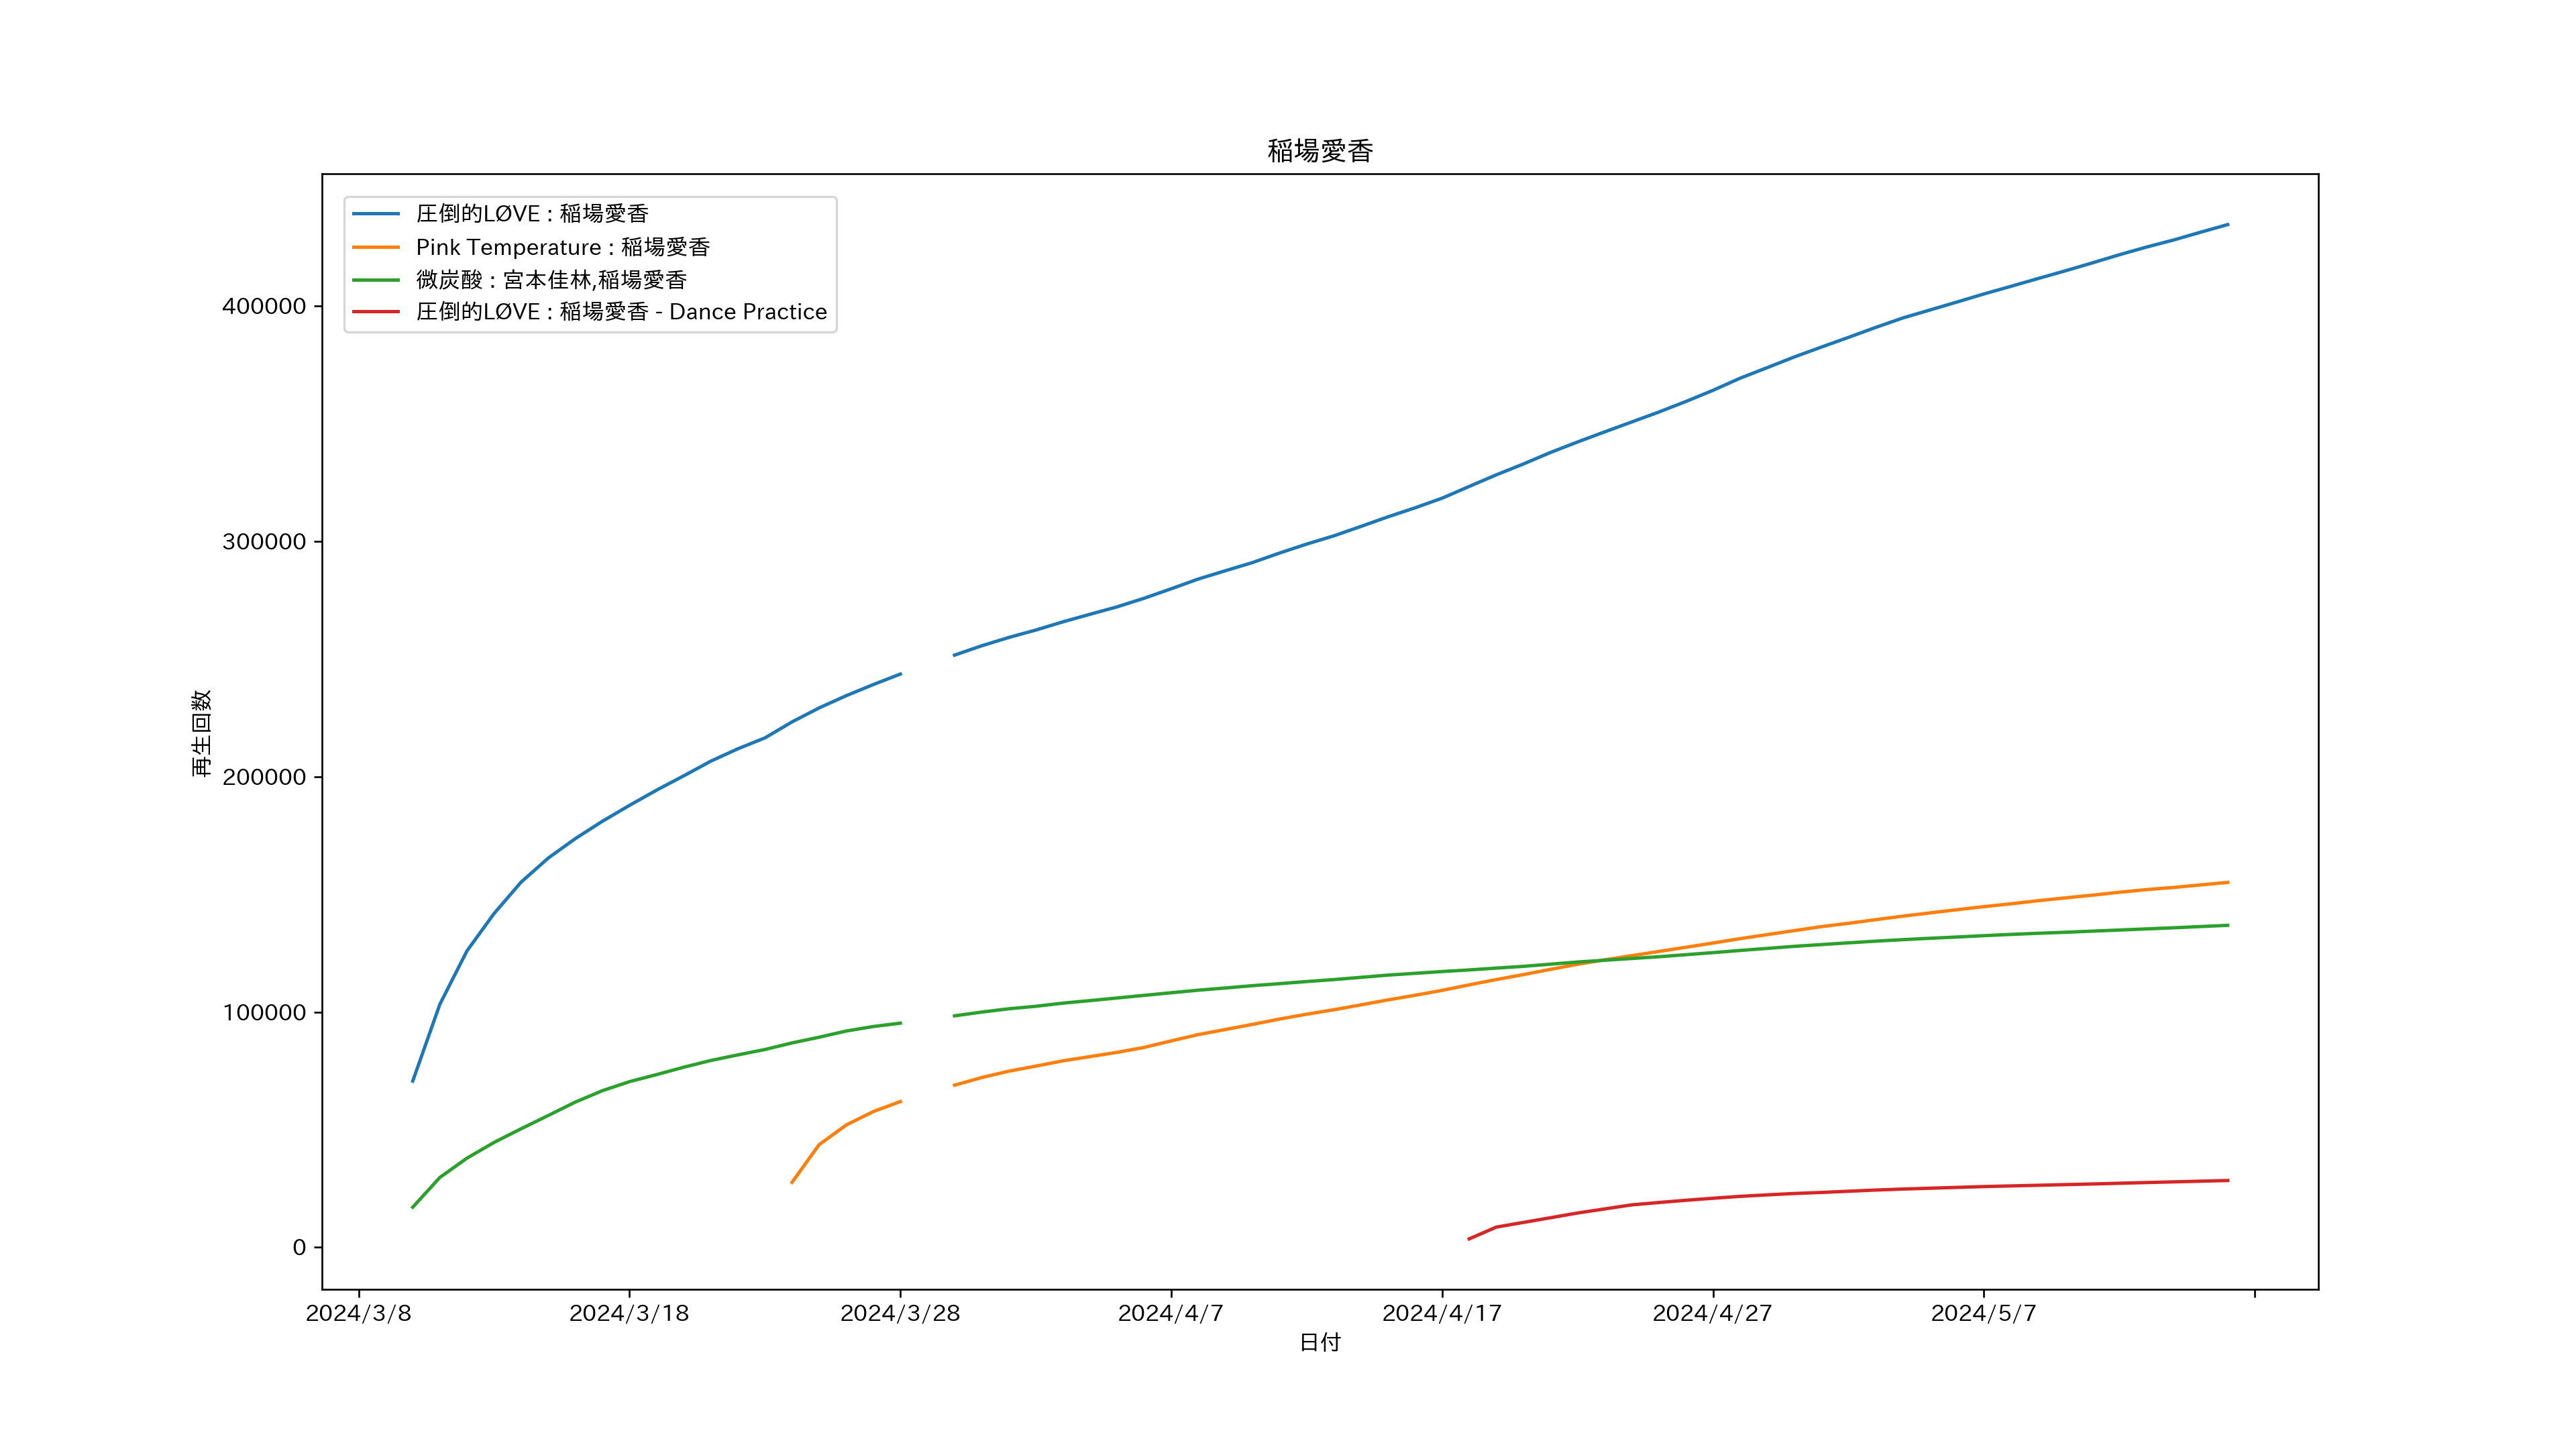 稲場愛香
圧倒的LØVE : 稲場愛香
Pink Temperature : 稲場愛香
微炭酸 : 宮本佳林,稲場愛香
圧倒的LØVE : 稲場愛香 - Dance Practice
400000
300000
200000
100000
0
再生回数
2024/3/8 2024/3/18 2024/3/28 2024/4/7 2024/4/17 2024/4/27 2024/5/7
日付